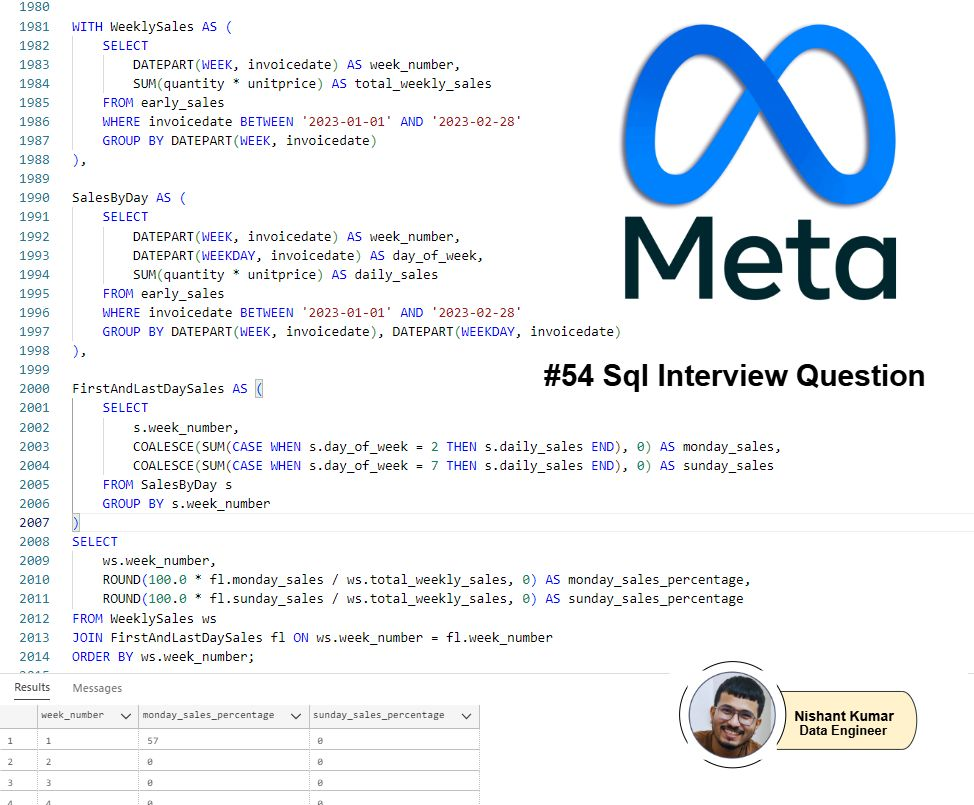 1980
1981 WITH WeeklySales AS (
1982 SELECT
1983 DATEPART(WEEK, invoicedate) AS week_number,
1984 SUM(quantity * unitprice) AS total_weekly_sales
1985 FROM early_sales
1986 WHERE invoicedate BETWEEN '2023-01-01' AND '2023-02-28'
1987 GROUP BY DATEPART(WEEK, invoicedate)
1988 ),
1989
1990 SalesByDay AS (
1991 SELECT
1992 DATEPART(WEEK, invoicedate) AS week_number,
1993 DATEPART(WEEKDAY, invoicedate) AS day_of_week,
1994 SUM(quantity * unitprice) AS daily_sales
1995 FROM early_sales
1996 WHERE invoicedate BETWEEN '2023-01-01' AND '2023-02-28'
1997 GROUP BY DATEPART(WEEK, invoicedate), DATEPART(WEEKDAY, invoicedate)
1998 ),
1999
2000 FirstAndLastDaySales AS (
2001 SELECT
2002 s.week_number,
2003 COALESCE(SUM(CASE WHEN s.day_of_week = 2 THEN s.daily_sales END), 0) AS monday_sales,
2004 COALESCE(SUM(CASE WHEN s.day_of_week = 7 THEN s.daily_sales END), 0) AS sunday_sales
2005 FROM SalesByDay s
2006 GROUP BY s.week_number
2007 )
2008 SELECT
2009 ws.week_number,
2010 ROUND(100.0 * fl.monday_sales / ws.total_weekly_sales, 0) AS monday_sales_percentage,
2011 ROUND(100.0 * fl.sunday_sales / ws.total_weekly_sales, 0) AS sunday_sales_percentage
2012 FROM WeeklySales ws
2013 JOIN FirstAndLastDaySales fl ON ws.week_number = fl.week_number
2014 ORDER BY ws.week_number;
Meta
#54 Sql Interview Question
Results Messages
week_number monday_sales_percentage sunday_sales_percentage
1 1 57 0
2 2 0 0
3 3 0 0
Nishant Kumar
Data Engineer